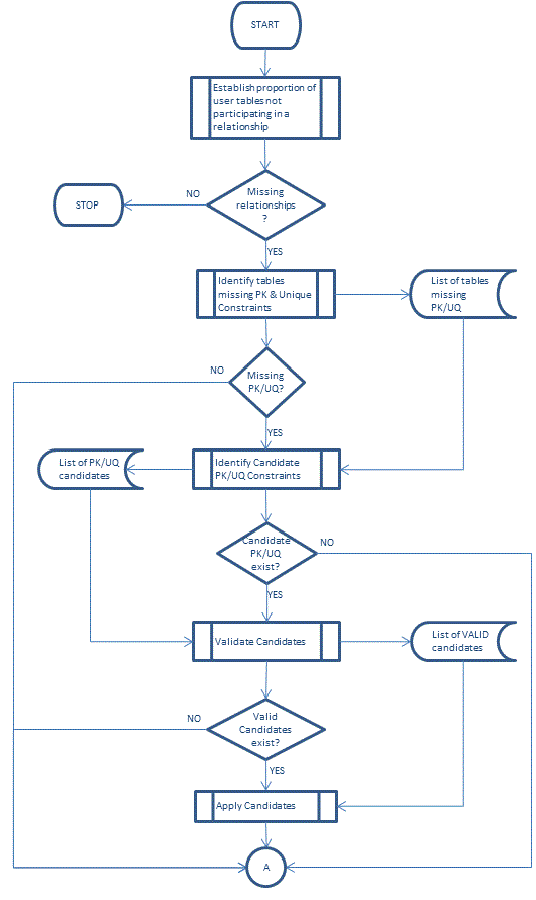 START
Establish proportion of
user tables not
participating in a
relationship
Missing
relationships
?
NO
STOP
YES
Identify tables
missing PK & Unique
Constraints
List of tables
missing
PK/UQ
NO
Missing
PK/UQ?
YES
List of PK/UQ
candidates
Identify Candidate
PK/UQ Constraints
Candidate
PK/UQ
exist?
NO
YES
Validate Candidates
List of VALID
candidates
NO
Valid
Candidates
exist?
YES
Apply Candidates
A